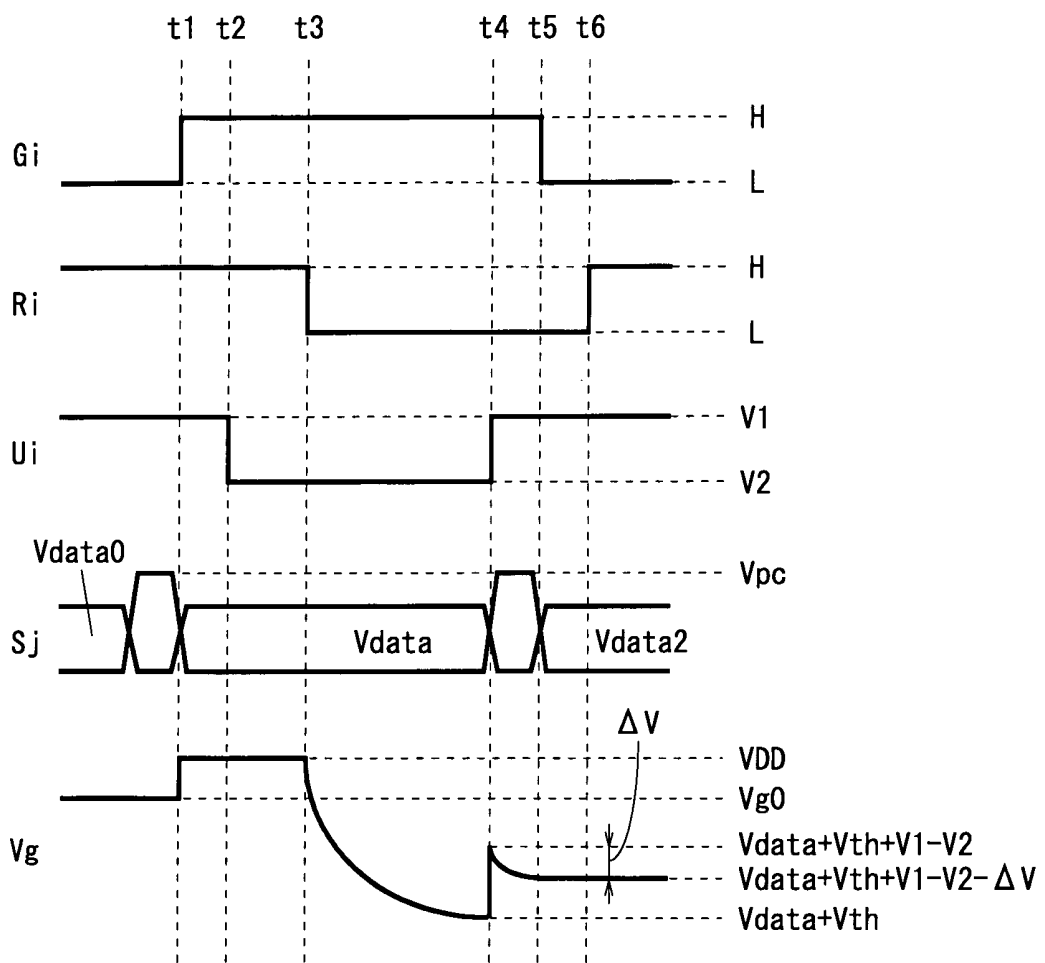 t1 t2 t3 t4 t5 t6
Gi
H
L
Ri
H
L
Ui
V1
V2
Vdata0
Vpc
Sj
Vdata
Vdata2
ΔV
VDD
Vg0
Vg
Vdata+Vth+V1-V2
Vdata+Vth+V1-V2-ΔV
Vdata+Vth